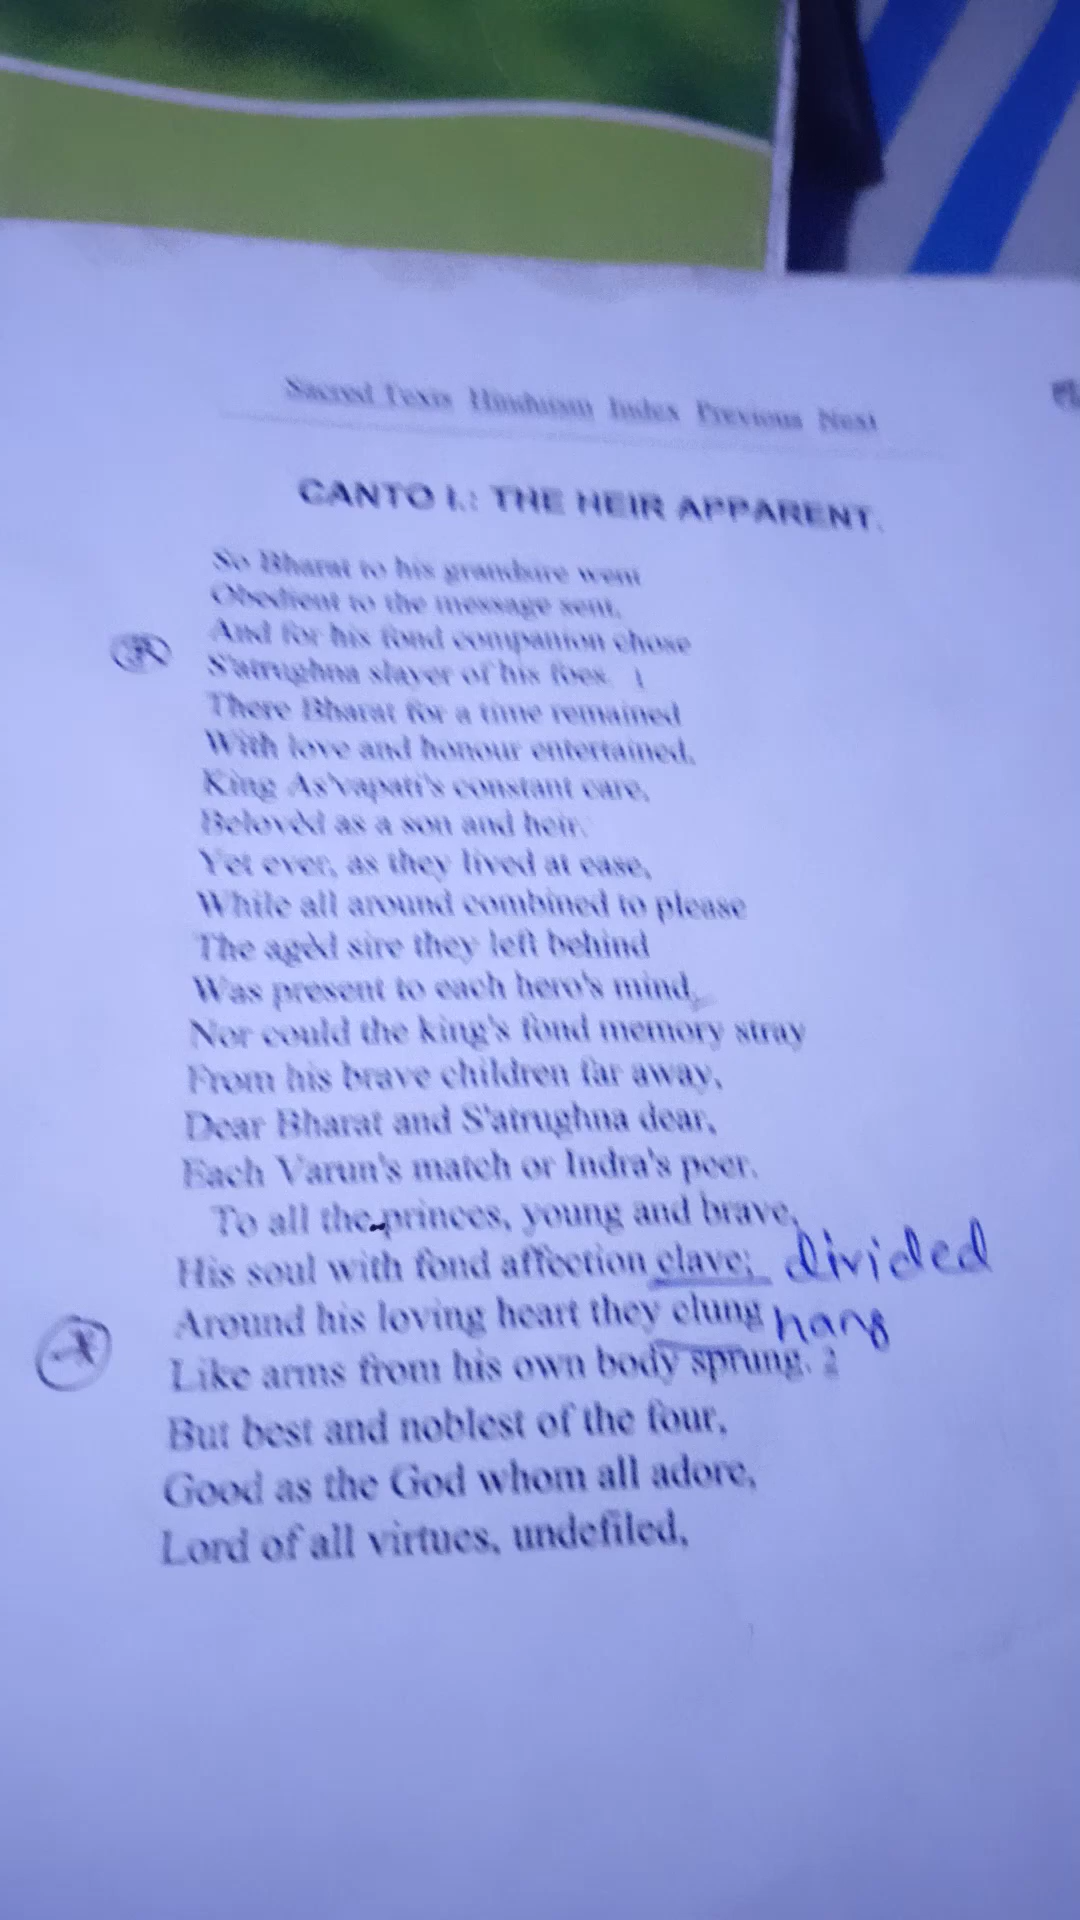 Sacred Texts Hinduism Index Previous Next
CANTO I.: THE HEIR APPARENT.
So Bharat to his grandsire went
Obedient to the message sent,
And for his fond companion chose
S'atrughna slayer of his foes. 1
There Bharat for a time remained
With love and honour entertained,
King As'vapati's constant care,
Belovèd as a son and heir.
Yet ever, as they lived at ease,
While all around combined to please
The agèd sire they left behind
Was present to each hero's mind.
Nor could the king's fond memory stray
From his brave children far away,
Dear Bharat and S'atrughna dear,
Each Varun's match or Indra's peer.
To all the princes, young and brave,
His soul with fond affection clave; divided
Around his loving heart they clung hang
Like arms from his own body sprung. 2
But best and noblest of the four,
Good as the God whom all adore,
Lord of all virtues, undefiled,